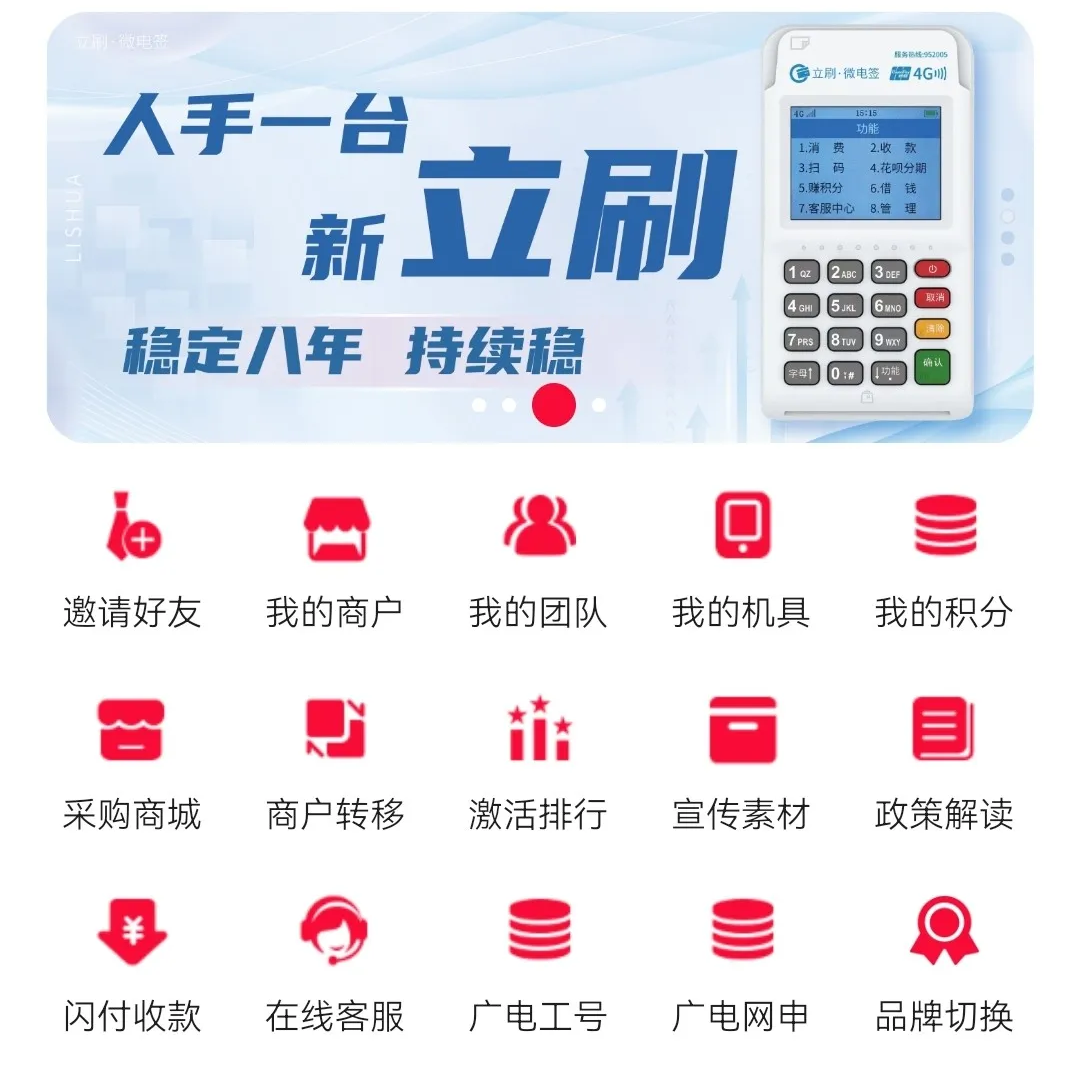 立刷·微电签
人手一台
新立刷
稳定八年 持续稳
LISHUA
服务热线:952005
立刷·微电签 4G
4G 15:15
功能
1.消 费 2.收 款
3.扫 码 4.花呗分期
5.赚积分 6.借 钱
7.客服中心 8.管 理
1 QZ 2 ABC 3 DEF
4 GHI 5 JKL 6 MNO 取消
7 PRS 8 TUV 9 WXY 清除
字母↑ 0 :# ↓功能 确认
¥
邀请好友 我的商户 我的团队 我的机具 我的积分
采购商城 商户转移 激活排行 宣传素材 政策解读
闪付收款 在线客服 广电工号 广电网申 品牌切换